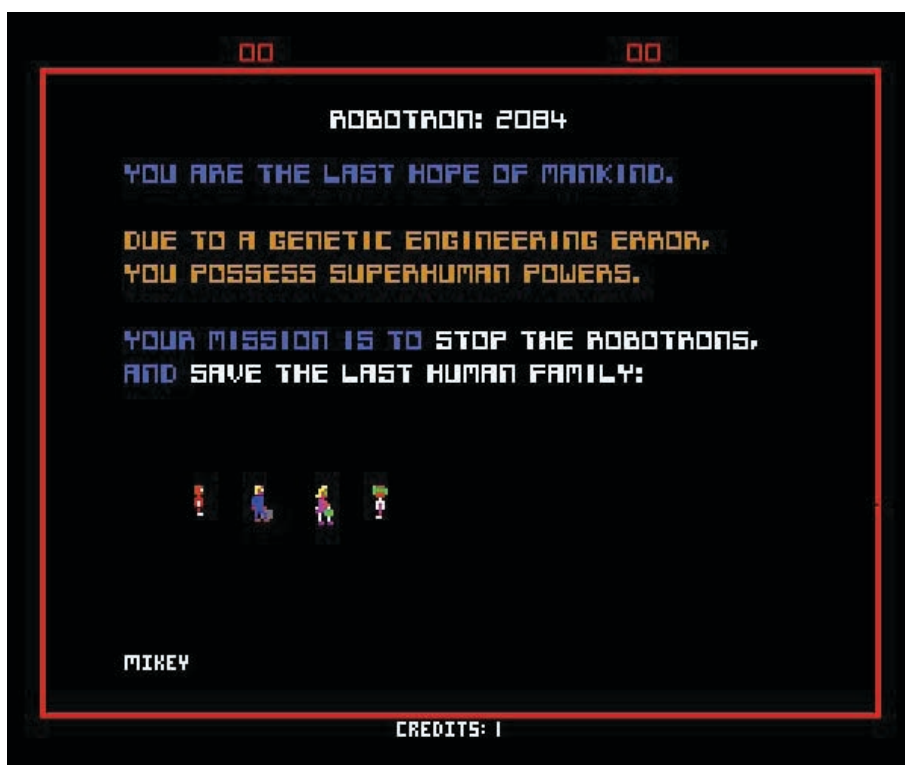 00 00
ROBOTRON: 2084
YOU ARE THE LAST HOPE OF MANKIND.
DUE TO A GENETIC ENGINEERING ERROR,
YOU POSSESS SUPERHUMAN POWERS.
YOUR MISSION IS TO STOP THE ROBOTRONS,
AND SAVE THE LAST HUMAN FAMILY:
MIKEY
CREDITS: 1